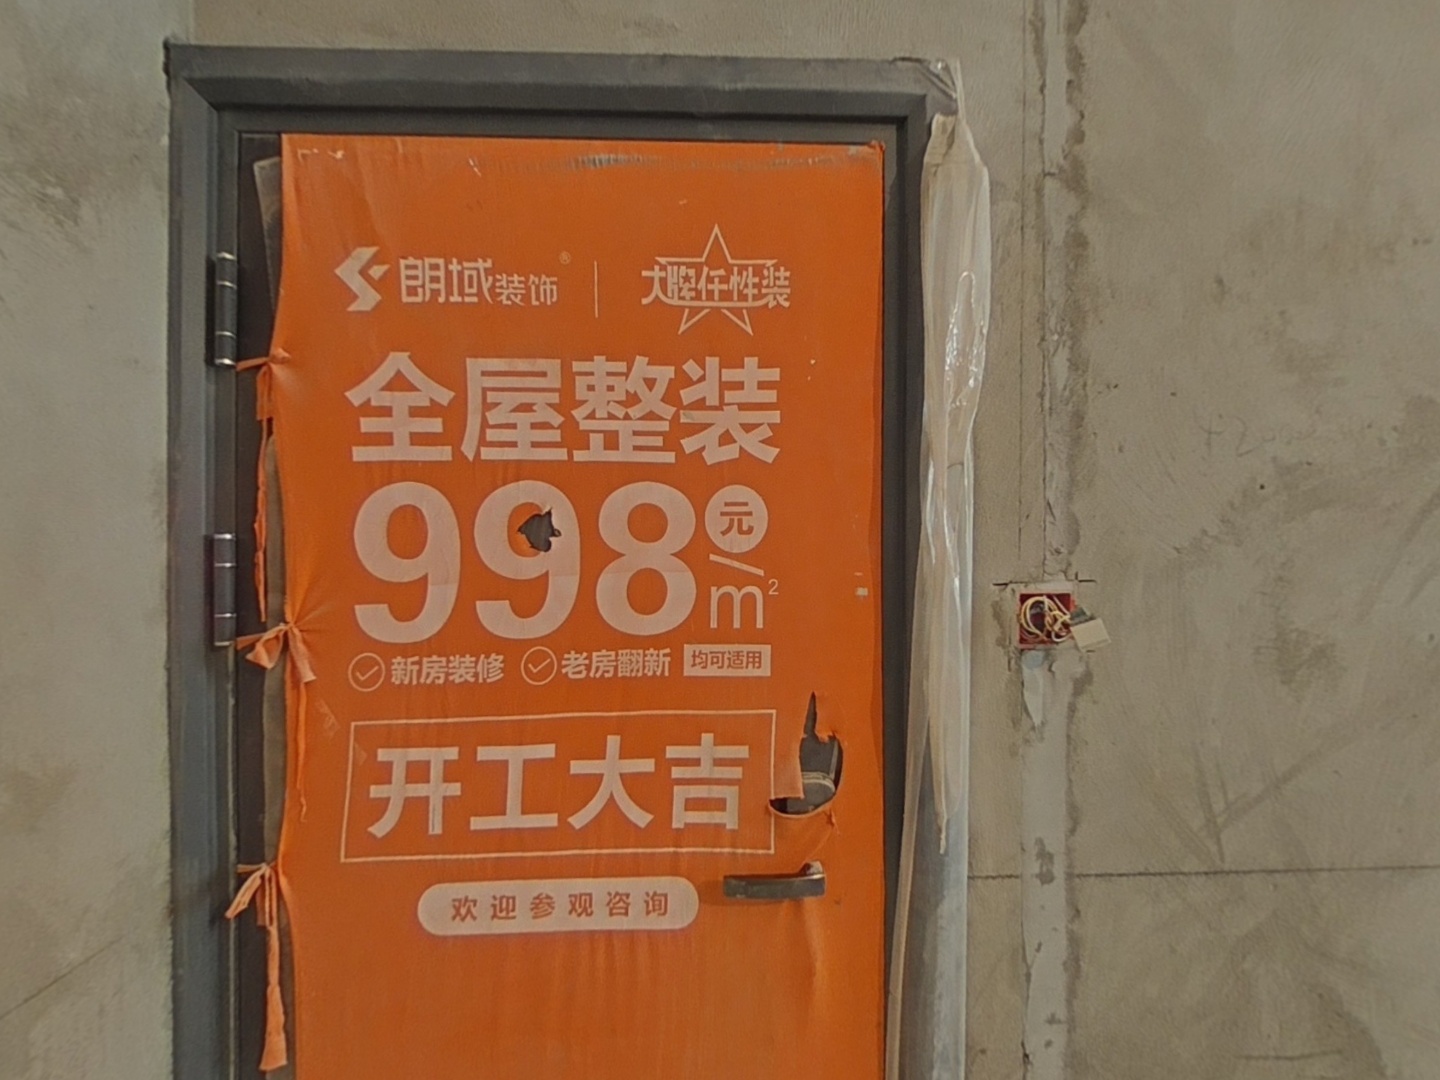 朗域装饰® 大牌任性装
全屋整装
998元/m²
新房装修 老房翻新 均可适用
开工大吉
欢迎参观咨询